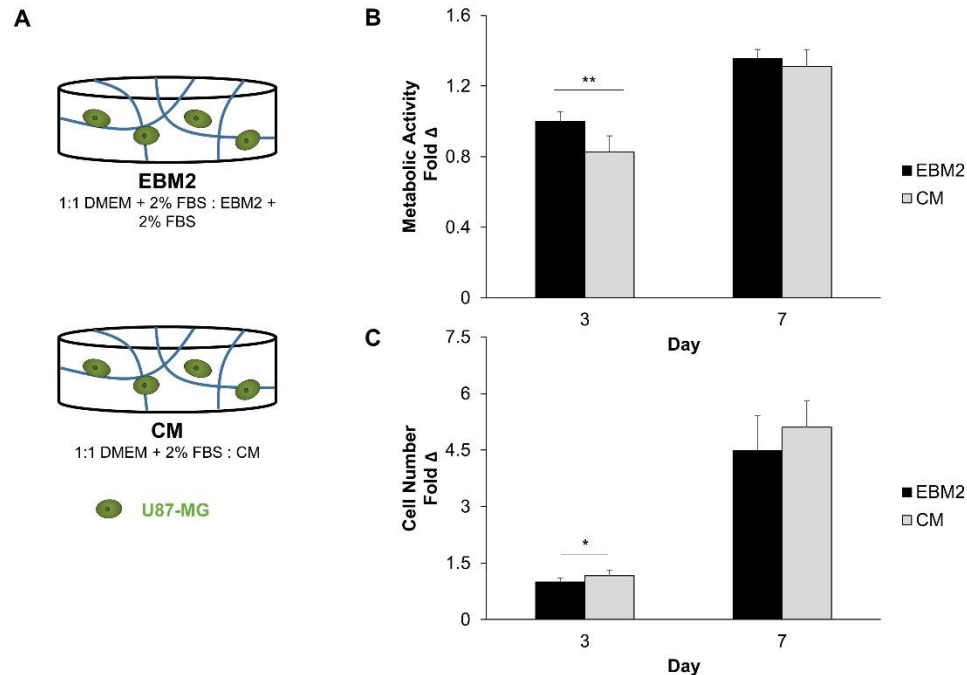 A
EBM2
1:1 DMEM + 2% FBS : EBM2 +
2% FBS
CM
1:1 DMEM + 2% FBS : CM
U87-MG
B
Metabolic Activity
Fold Δ
1.6
1.2
0.8
0.4
0
**
3
7
Day
EBM2
CM
C
Cell Number
Fold Δ
7.5
6
4.5
3
1.5
0
*
3
7
Day
EBM2
CM